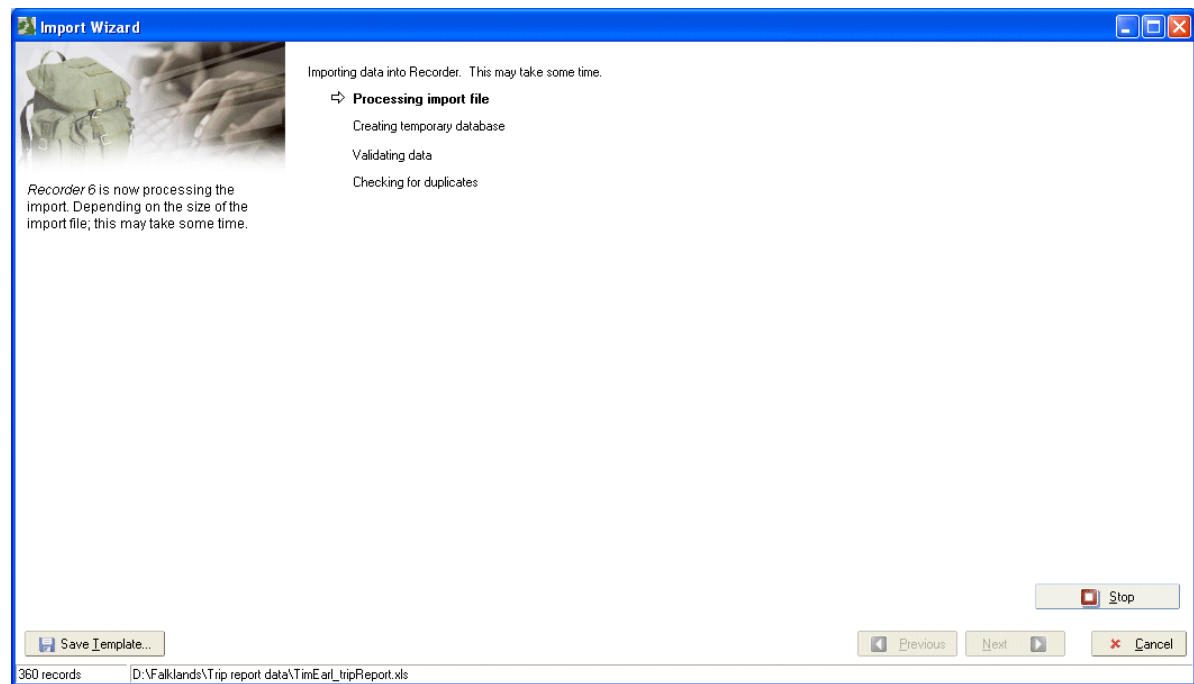 Import Wizard
Importing data into Recorder. This may take some time.
Processing import file
Creating temporary database
Validating data
Checking for duplicates
Recorder 6 is now processing the
import. Depending on the size of the
import file; this may take some time.
Stop
Save Template...
Previous
Next
Cancel
360 records
D:\Falklands\Trip report data\TimEarl_tripReport.xls